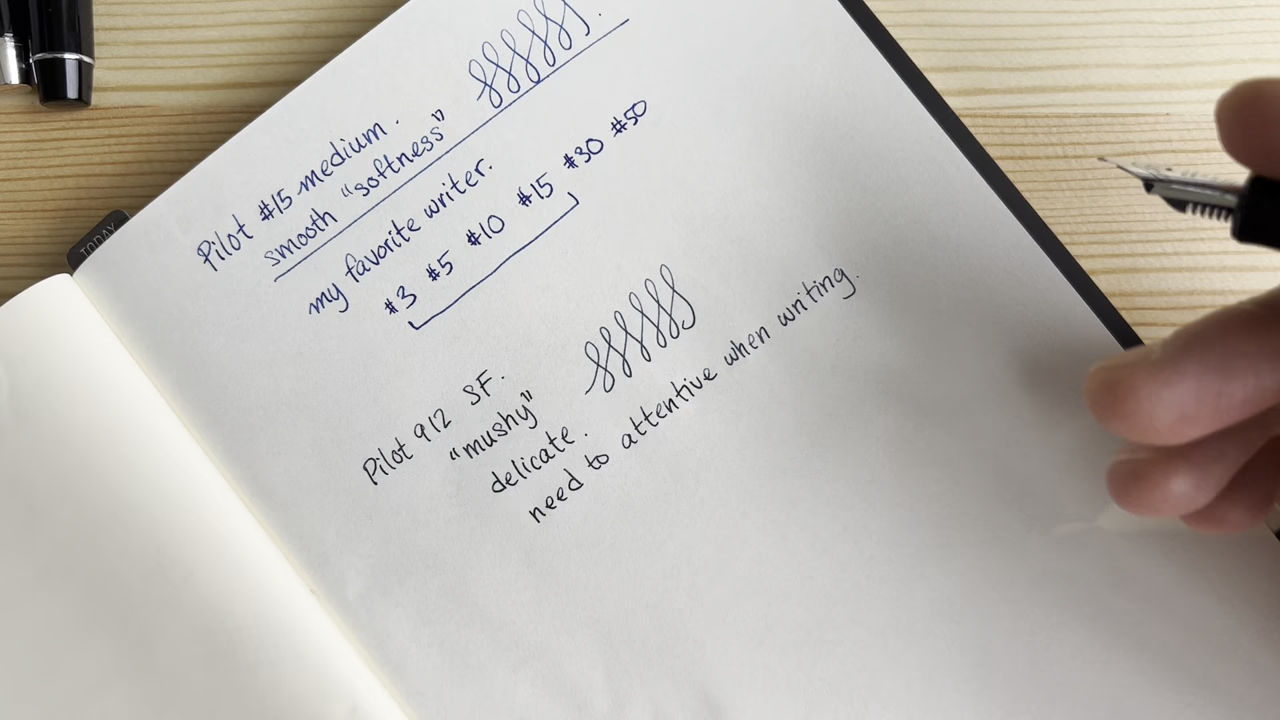 Pilot #15 medium.
smooth "softness"
my favorite writer.
#3 #5 #10 #15 #30 #50
Pilot 912 SF.
"mushy"
delicate.
need to attentive when writing.
TODAY